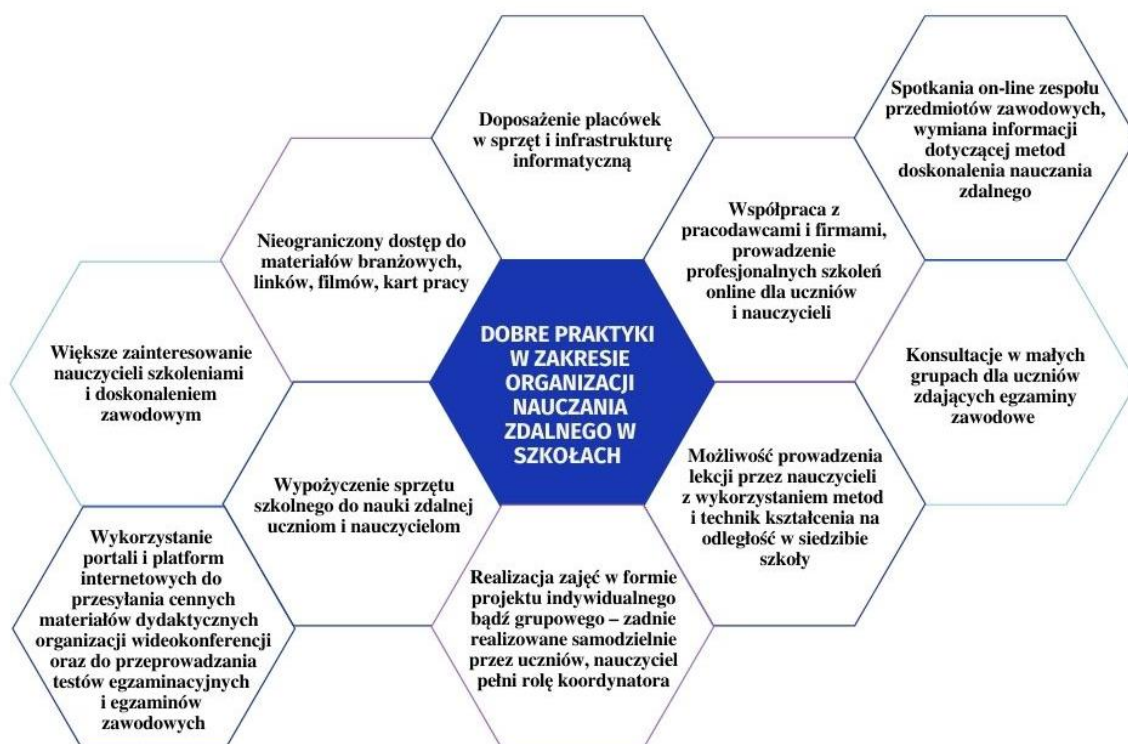 Doposażenie placówek
w sprzęt i infrastrukturę
informatyczną
Spotkania on-line zespołu
przedmiotów zawodowych,
wymiana informacji
dotyczącej metod
doskonalenia nauczania
zdalnego
Nieograniczony dostęp do
materiałów branżowych,
linków, filmów, kart pracy
Współpraca z
pracodawcami i firmami,
prowadzenie
profesjonalnych szkoleń
online dla uczniów
i nauczycieli
Większe zainteresowanie
nauczycieli szkoleniami
i doskonaleniem
zawodowym
DOBRE PRAKTYKI
W ZAKRESIE
ORGANIZACJI
NAUCZANIA
ZDALNEGO W
SZKOŁACH
Konsultacje w małych
grupach dla uczniów
zdających egzaminy
zawodowe
Wypożyczenie sprzętu
szkolnego do nauki zdalnej
uczniom i nauczycielom
Możliwość prowadzenia
lekcji przez nauczycieli
z wykorzystaniem metod
i technik kształcenia na
odległość w siedzibie
szkoły
Wykorzystanie
portali i platform
internetowych do
przesyłania cennych
materiałów dydaktycznych
organizacji wideokonferencji
oraz do przeprowadzania
testów egzaminacyjnych
i egzaminów
zawodowych
Realizacja zajęć w formie
projektu indywidualnego
bądź grupowego – zadnie
realizowane samodzielnie
przez uczniów, nauczyciel
pełni rolę koordynatora